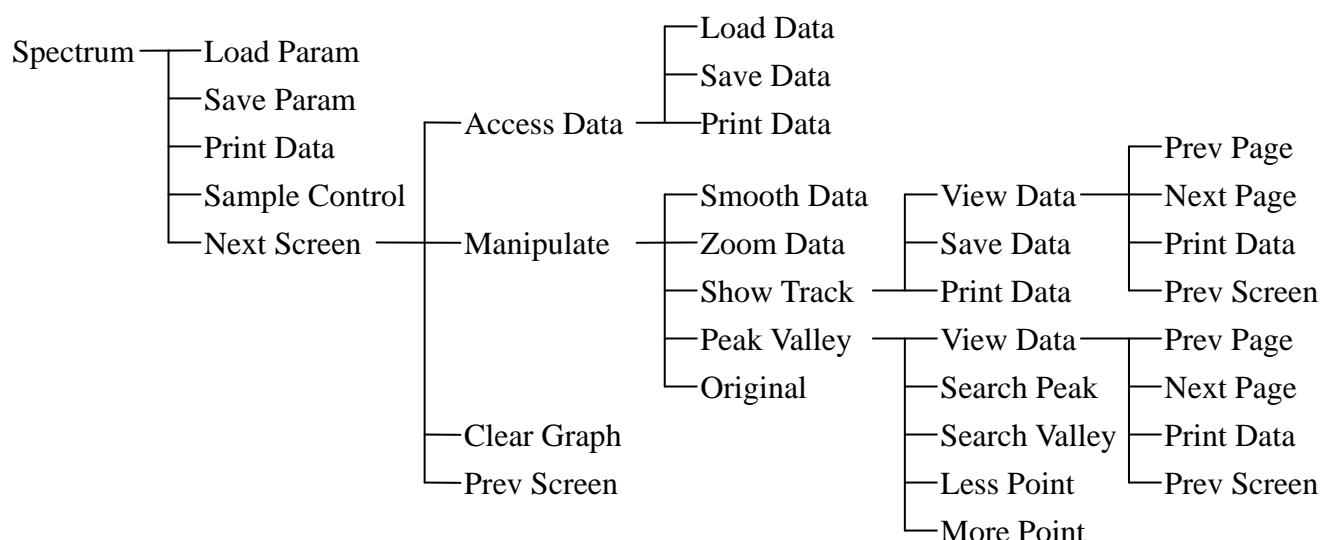 Spectrum
Load Param
Save Param
Print Data
Sample Control
Next Screen
Access Data
Manipulate
Clear Graph
Prev Screen
Load Data
Save Data
Print Data
Smooth Data
Zoom Data
Show Track
Peak Valley
Original
View Data
Save Data
Print Data
View Data
Search Peak
Search Valley
Less Point
More Point
Prev Page
Next Page
Print Data
Prev Screen
Prev Page
Next Page
Print Data
Prev Screen